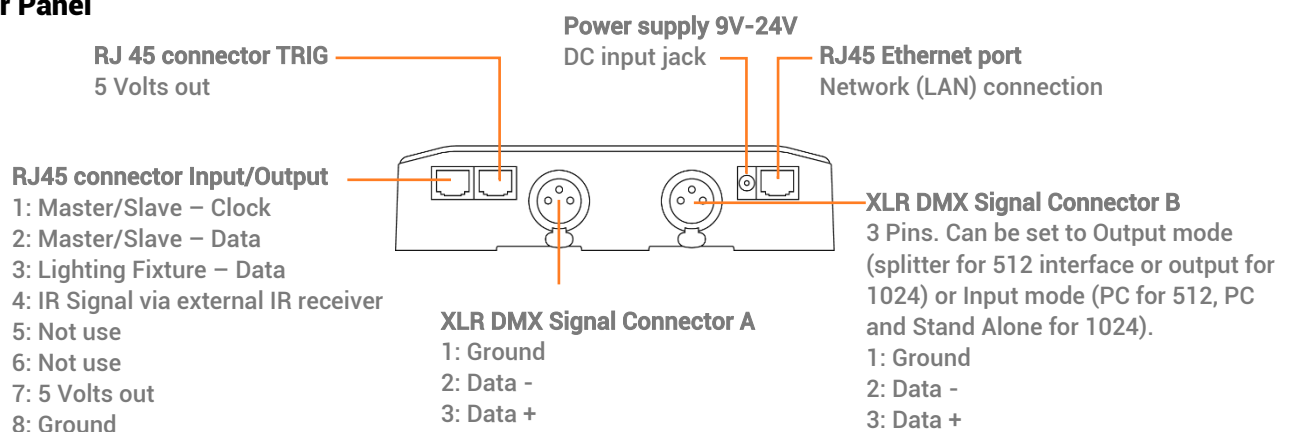 r Panel
Power supply 9V-24V
DC input jack
RJ 45 connector TRIG
5 Volts out
RJ45 Ethernet port
Network (LAN) connection
RJ45 connector Input/Output
1: Master/Slave – Clock
2: Master/Slave – Data
3: Lighting Fixture – Data
4: IR Signal via external IR receiver
5: Not use
6: Not use
7: 5 Volts out
8: Ground
XLR DMX Signal Connector A
1: Ground
2: Data -
3: Data +
XLR DMX Signal Connector B
3 Pins. Can be set to Output mode
(splitter for 512 interface or output for
1024) or Input mode (PC for 512, PC
and Stand Alone for 1024).
1: Ground
2: Data -
3: Data +